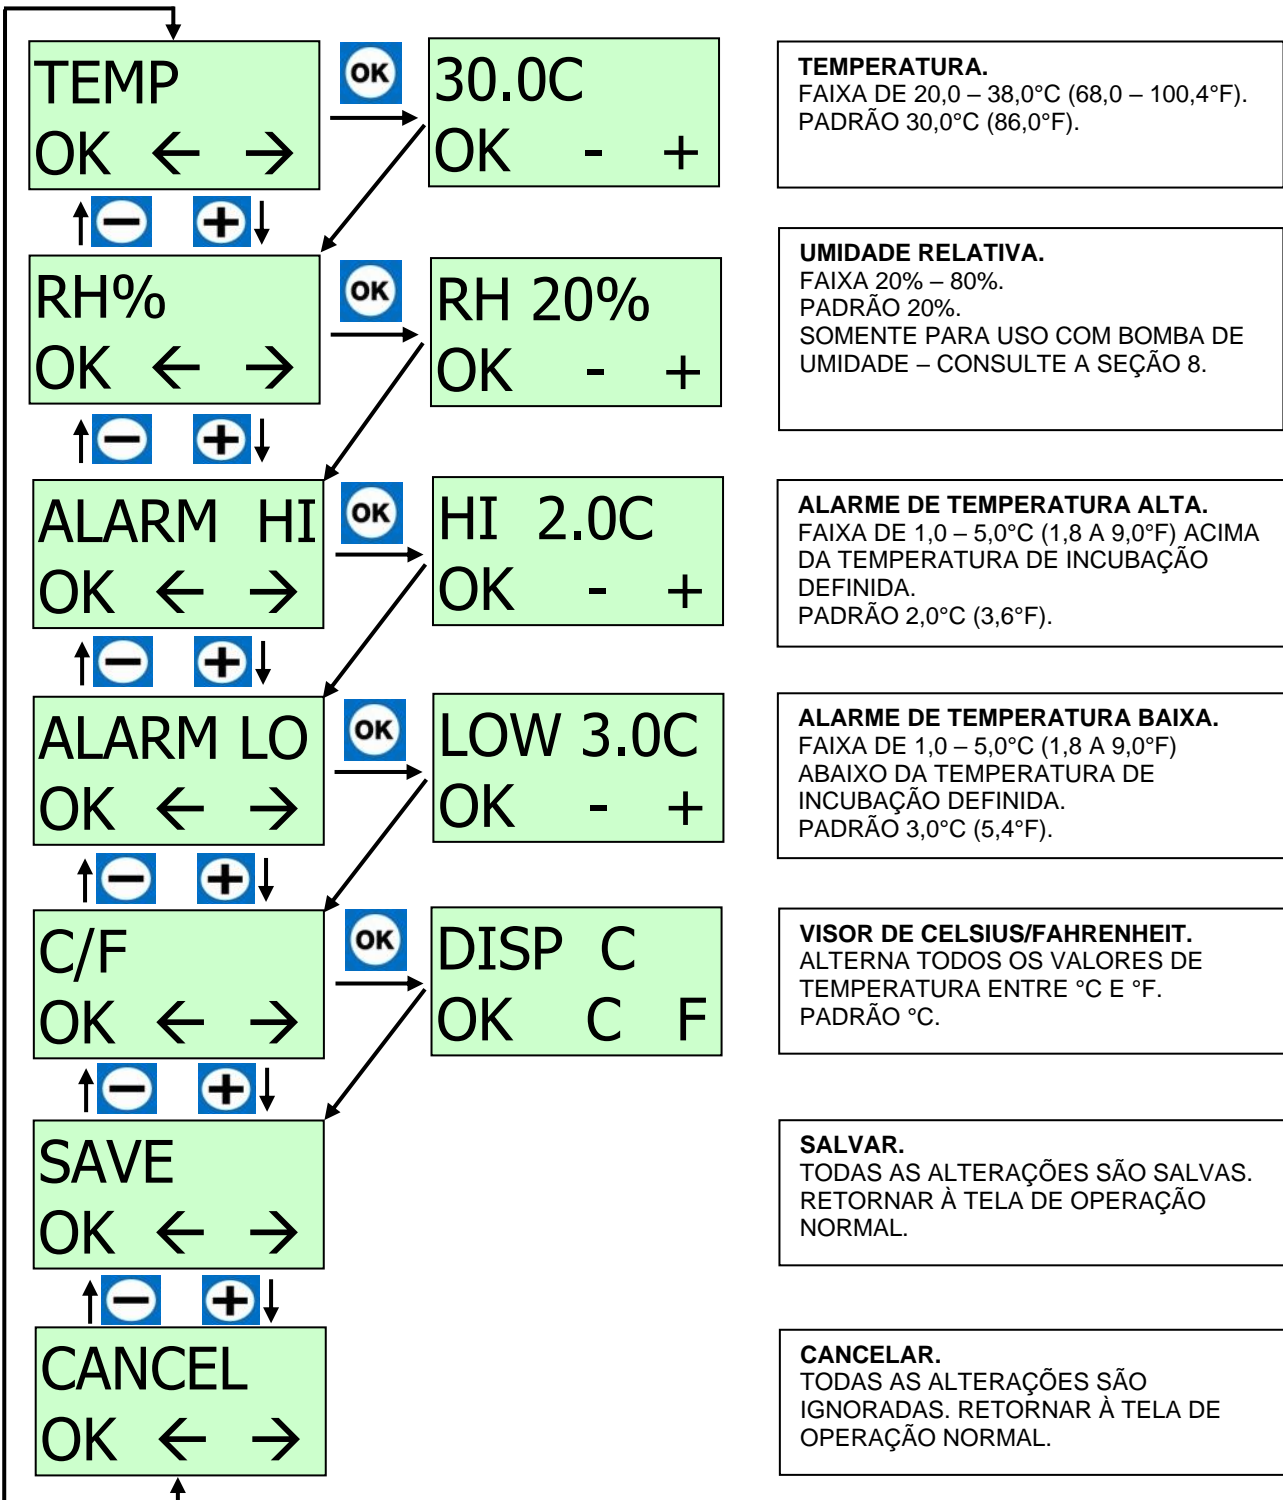 TEMP
OK ← →
OK
30.0C
OK - +
TEMPERATURA.
FAIXA DE 20,0 – 38,0°C (68,0 – 100,4°F).
PADRÃO 30,0°C (86,0°F).
RH%
OK ← →
OK
RH 20%
OK - +
UMIDADE RELATIVA.
FAIXA 20% – 80%.
PADRÃO 20%.
SOMENTE PARA USO COM BOMBA DE
UMIDADE – CONSULTE A SEÇÃO 8.
ALARM HI
OK ← →
OK
HI 2.0C
OK - +
ALARME DE TEMPERATURA ALTA.
FAIXA DE 1,0 – 5,0°C (1,8 A 9,0°F) ACIMA
DA TEMPERATURA DE INCUBAÇÃO
DEFINIDA.
PADRÃO 2,0°C (3,6°F).
ALARM LO
OK ← →
OK
LOW 3.0C
OK - +
ALARME DE TEMPERATURA BAIXA.
FAIXA DE 1,0 – 5,0°C (1,8 A 9,0°F)
ABAIXO DA TEMPERATURA DE
INCUBAÇÃO DEFINIDA.
PADRÃO 3,0°C (5,4°F).
C/F
OK ← →
OK
DISP C
OK C F
VISOR DE CELSIUS/FAHRENHEIT.
ALTERNA TODOS OS VALORES DE
TEMPERATURA ENTRE °C E °F.
PADRÃO °C.
SAVE
OK ← →
SALVAR.
TODAS AS ALTERAÇÕES SÃO SALVAS.
RETORNAR À TELA DE OPERAÇÃO
NORMAL.
CANCEL
OK ← →
CANCELAR.
TODAS AS ALTERAÇÕES SÃO
IGNORADAS. RETORNAR À TELA DE
OPERAÇÃO NORMAL.